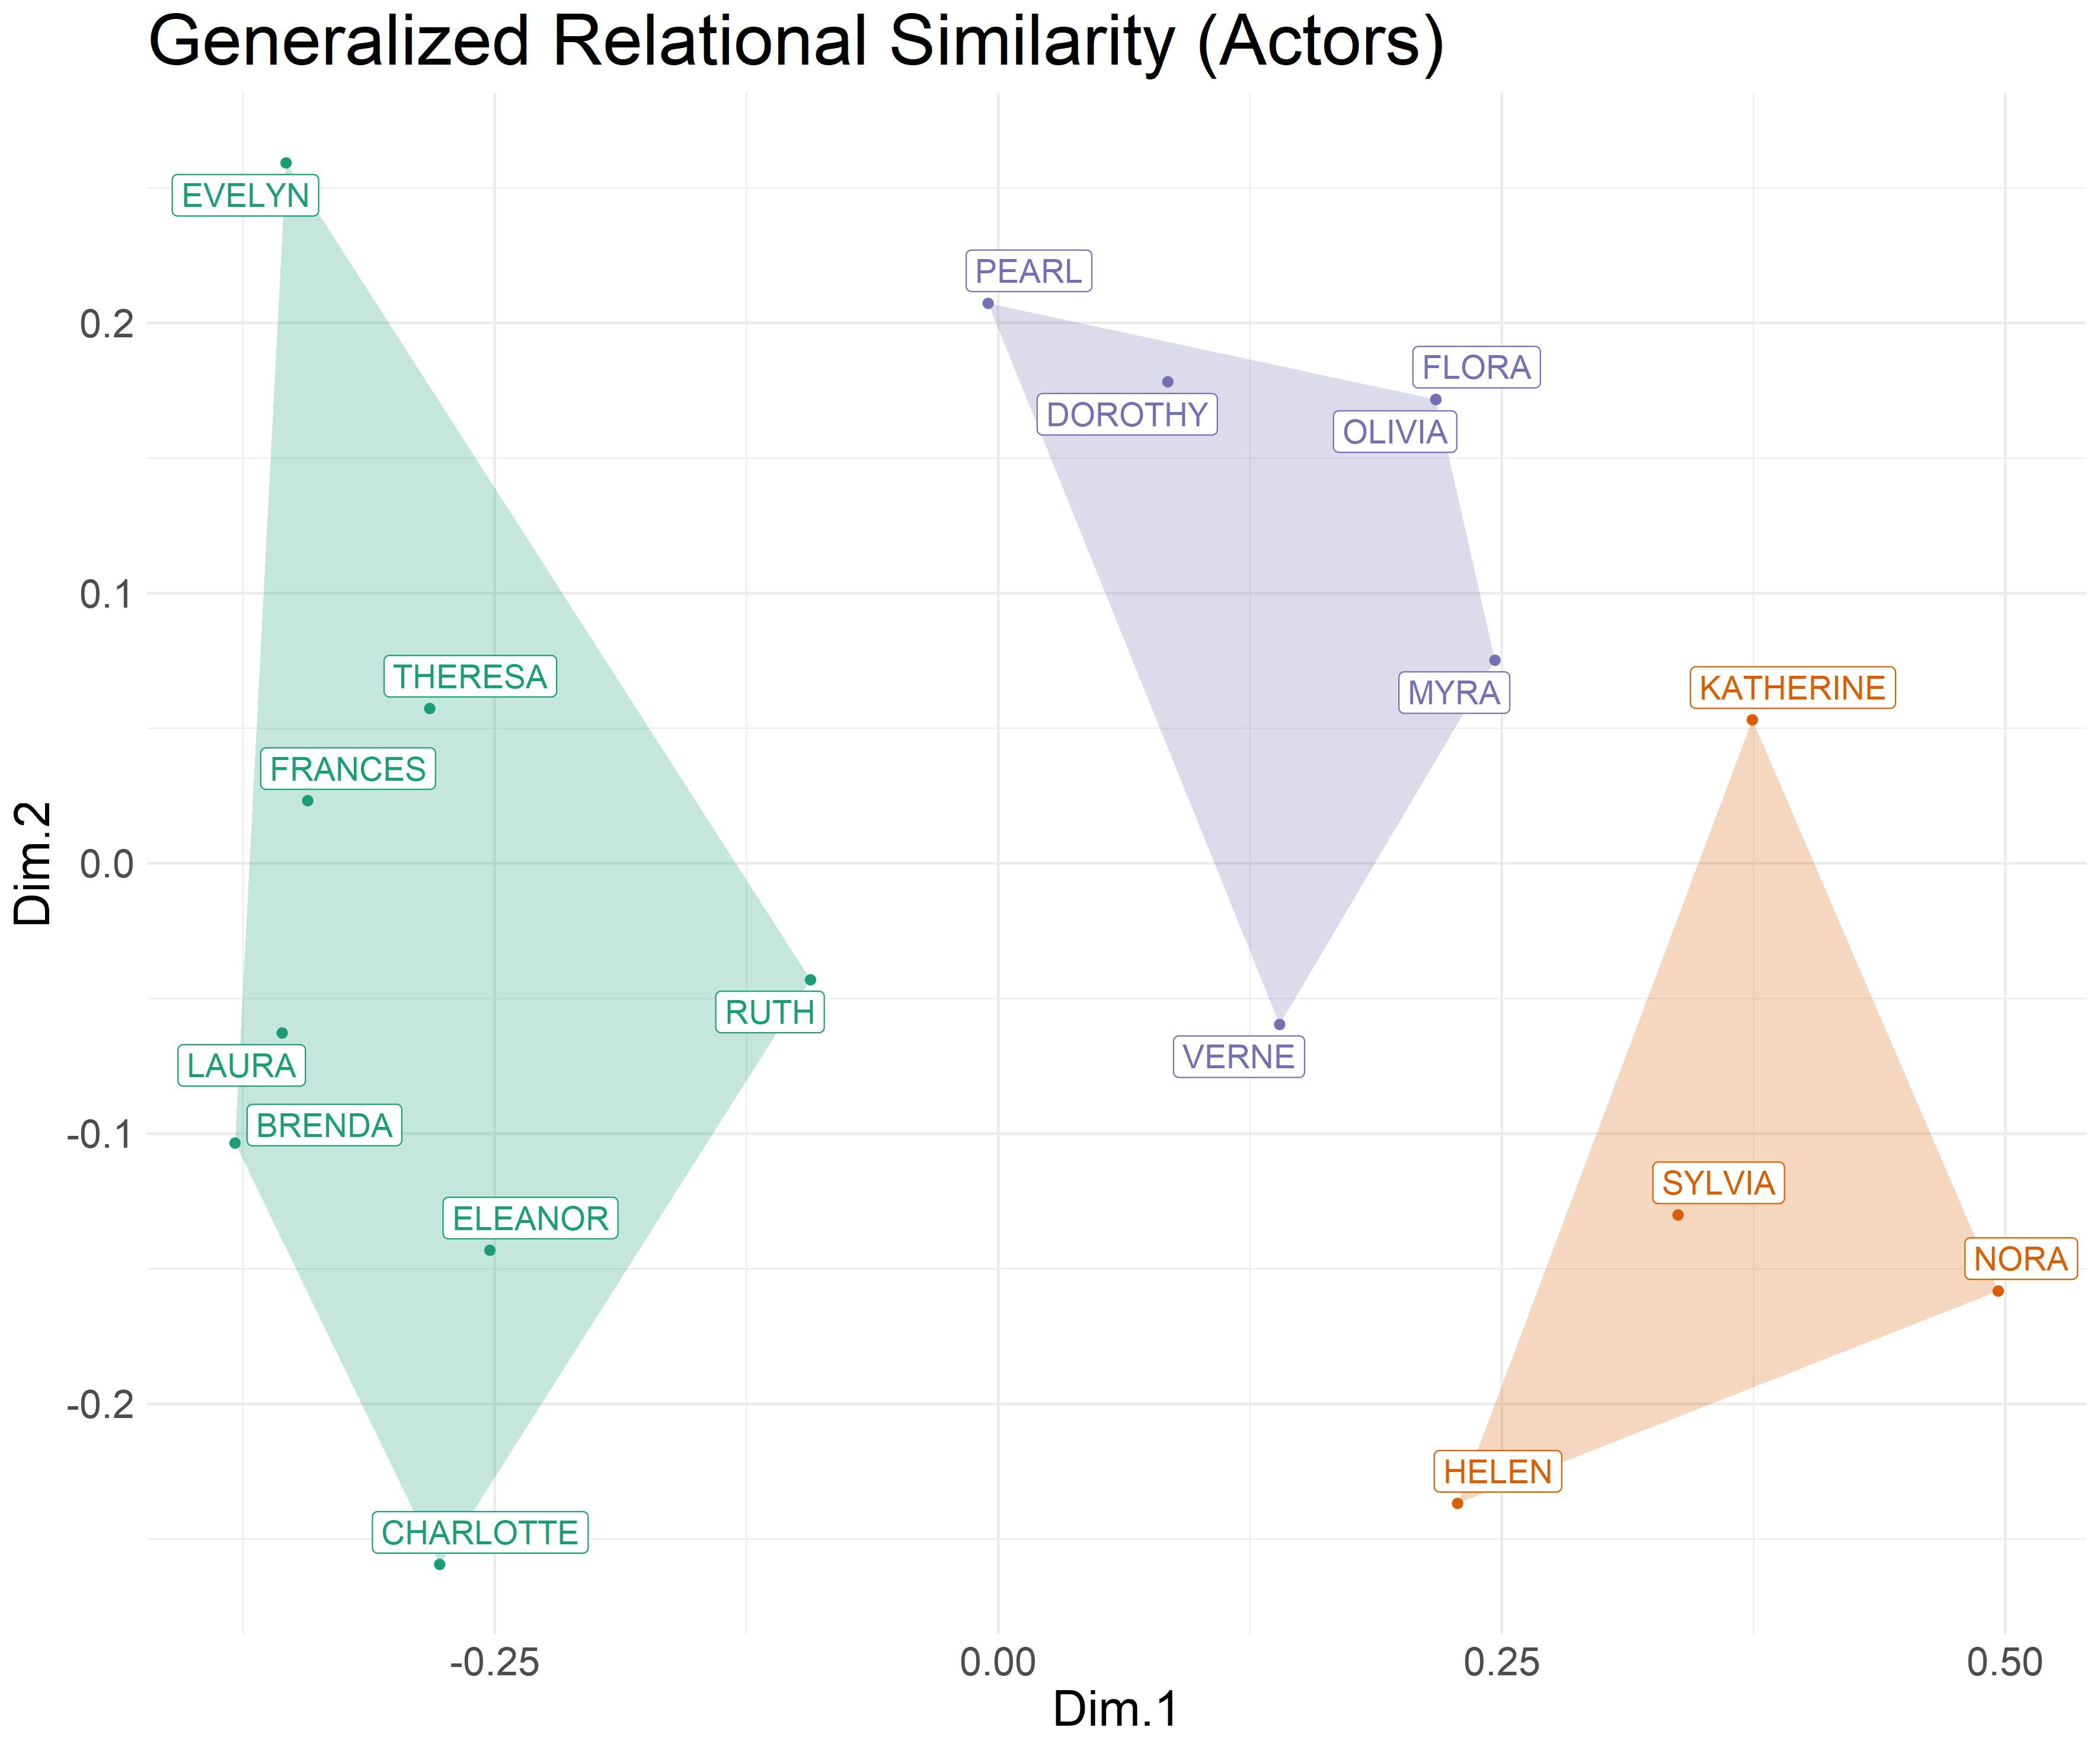 Generalized Relational Similarity (Actors)
EVELYN
PEARL
FLORA
DOROTHY
OLIVIA
THERESA
MYRA
KATHERINE
FRANCES
RUTH
LAURA
VERNE
BRENDA
SYLVIA
ELEANOR
NORA
HELEN
CHARLOTTE
0.2
0.1
0.0
-0.1
-0.2
Dim.2
-0.25 0.00 0.25 0.50
Dim.1